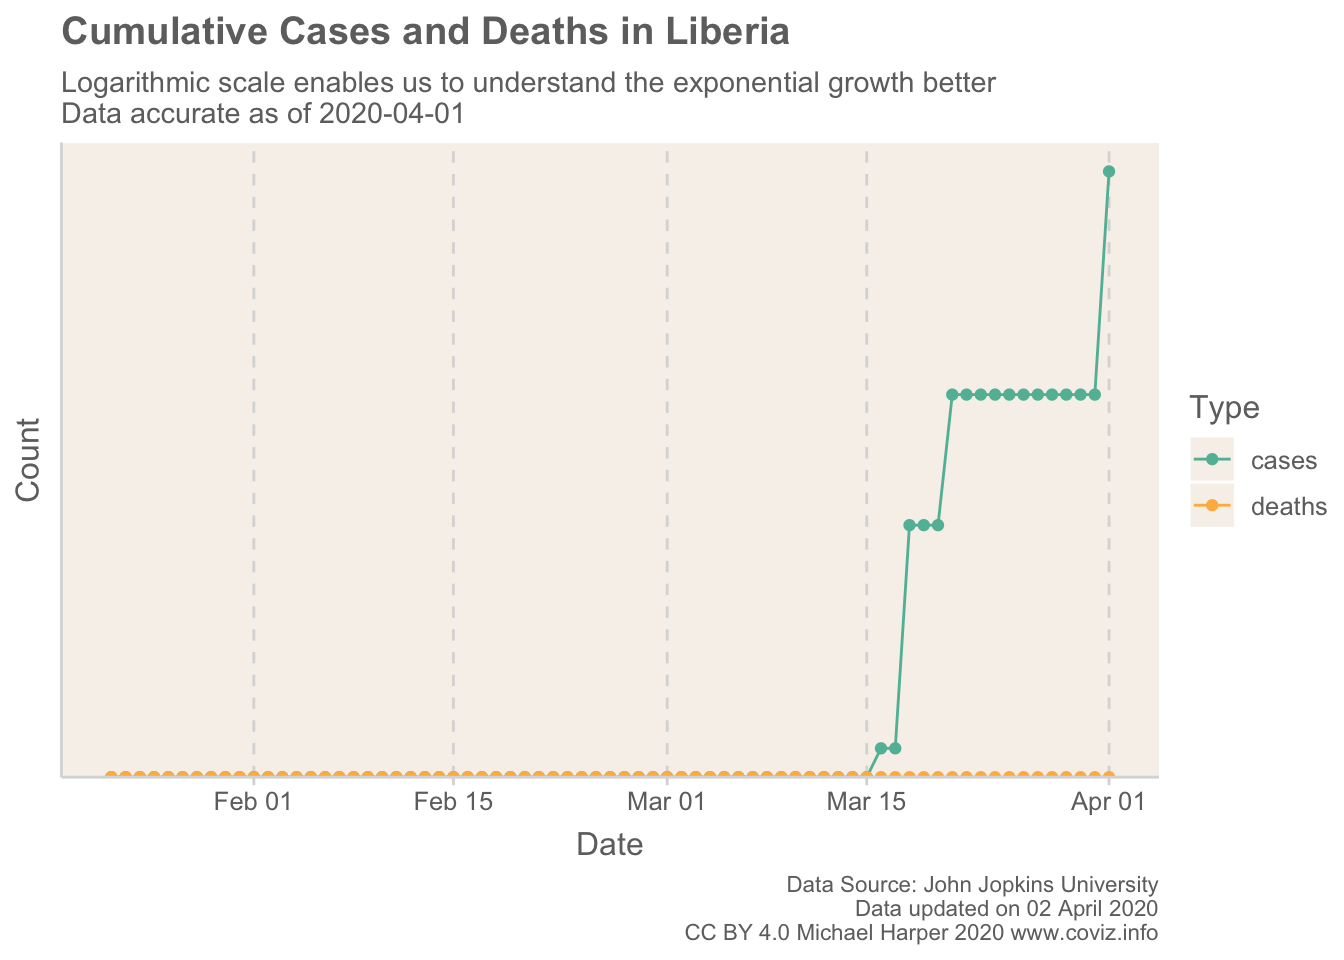 Cumulative Cases and Deaths in Liberia
Logarithmic scale enables us to understand the exponential growth better
Data accurate as of 2020-04-01
Count
Type
cases
deaths
Feb 01
Feb 15
Mar 01
Mar 15
Apr 01
Date
Data Source: John Jopkins University
Data updated on 02 April 2020
CC BY 4.0 Michael Harper 2020 www.coviz.info